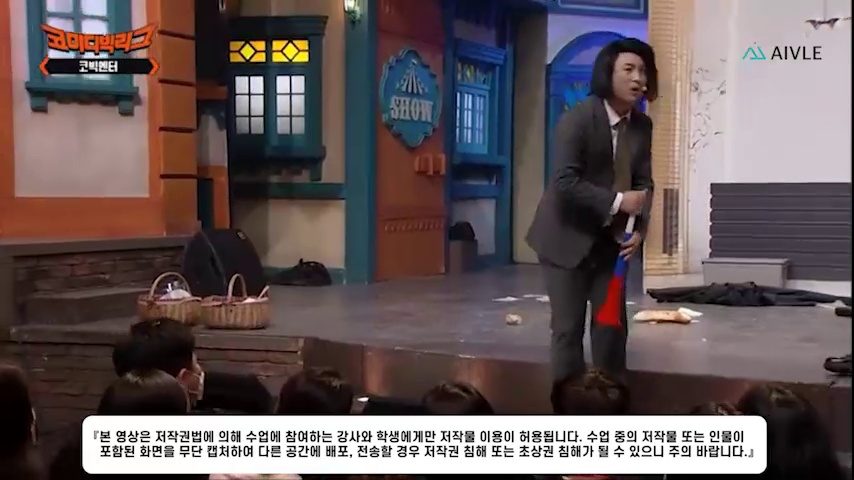 코미디빅리그
코빅엔터
AIVLE
SHOW
『본 영상은 저작권법에 의해 수업에 참여하는 강사와 학생에게만 저작물 이용이 허용됩니다. 수업 중의 저작물 또는 인물이
포함된 화면을 무단 캡처하여 다른 공간에 배포, 전송할 경우 저작권 침해 또는 초상권 침해가 될 수 있으니 주의 바랍니다.』